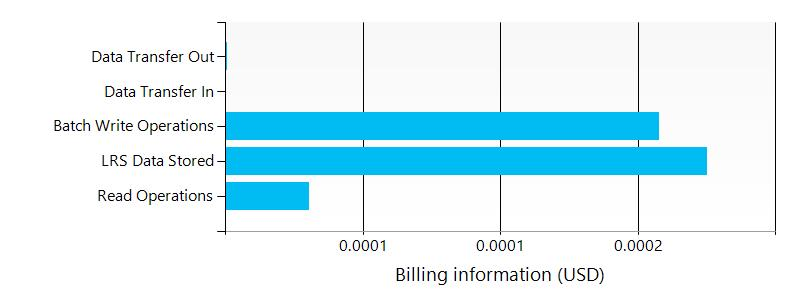 Data Transfer Out
Data Transfer In
Batch Write Operations
LRS Data Stored
Read Operations
0.0001 0.0001 0.0002
Billing information (USD)